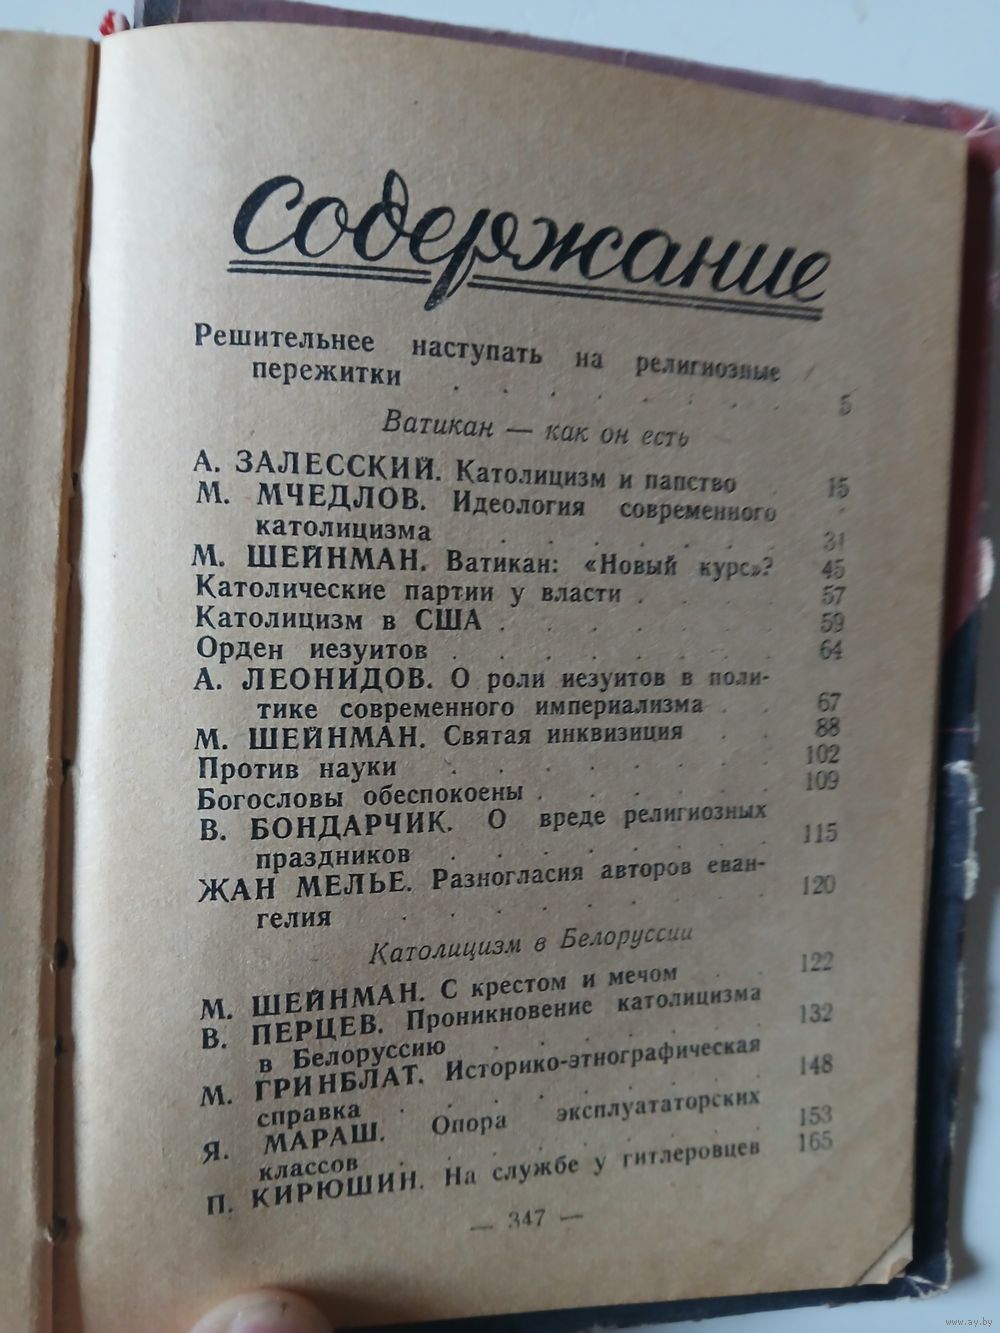 Содержание
Решительнее наступать на религиозные
пережитки . . . . . . . 5
Ватикан — как он есть
А. ЗАЛЕССКИЙ. Католицизм и папство . 15
М. МЧЕДЛОВ. Идеология современного
католицизма . . . . . . . 31
М. ШЕЙНМАН. Ватикан: «Новый курс»? 45
Католические партии у власти . . . . 57
Католицизм в США . . . . . . . 59
Орден иезуитов . . . . . . . . 64
А. ЛЕОНИДОВ. О роли иезуитов в поли-
тике современного империализма . . 67
М. ШЕЙНМАН. Святая инквизиция . . 88
Против науки . . . . . . . . 102
Богословы обеспокоены . . . . . . 109
В. БОНДАРЧИК. О вреде религиозных
праздников . . . . . . . . 115
ЖАН МЕЛЬЕ. Разногласия авторов еван-
гелия . . . . . . . . . 120
Католицизм в Белоруссии
М. ШЕЙНМАН. С крестом и мечом . . 122
В. ПЕРЦЕВ. Проникновение католицизма
в Белоруссию . . . . . . . 132
М. ГРИНБЛАТ. Историко-этнографическая
справка . . . . . . . . . 148
Я. МАРАШ. Опора эксплуататорских
классов . . . . . . . . . 153
П. КИРЮШИН. На службе у гитлеровцев 165
— 347 —
www.ay.by